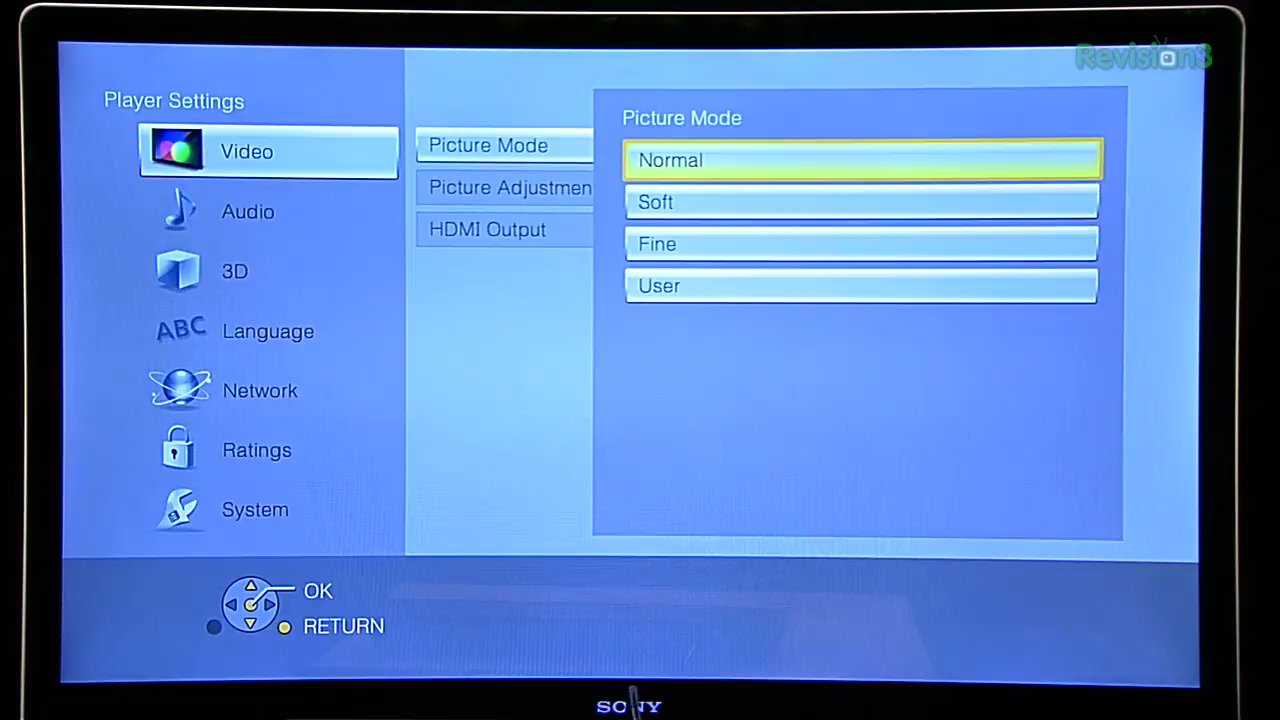 Revision3
Player Settings
Video
Audio
3D
ABC
Language
Network
Ratings
System
Picture Mode
Picture Adjustmen
HDMI Output
Picture Mode
Normal
Soft
Fine
User
OK
RETURN
SONY